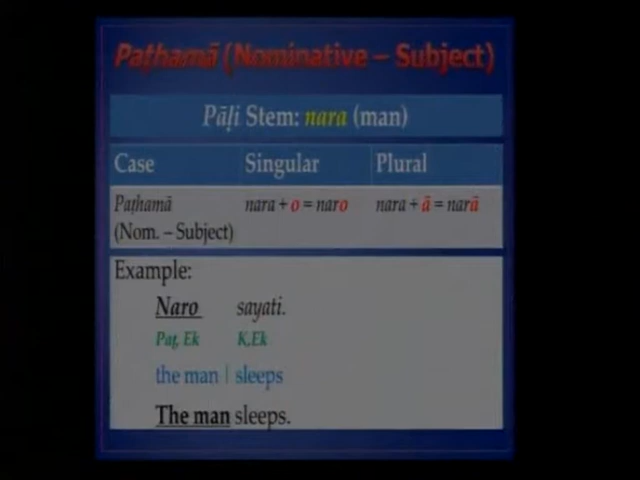 Paṭhamā (Nominative – Subject)
Pāḷi Stem: nara (man)
Case Singular Plural
Paṭhamā nara + o = naro nara + ā = narā
(Nom. – Subject)
Example:
Naro sayati.
Paṭ, Ek K,Ek
the man | sleeps
The man sleeps.